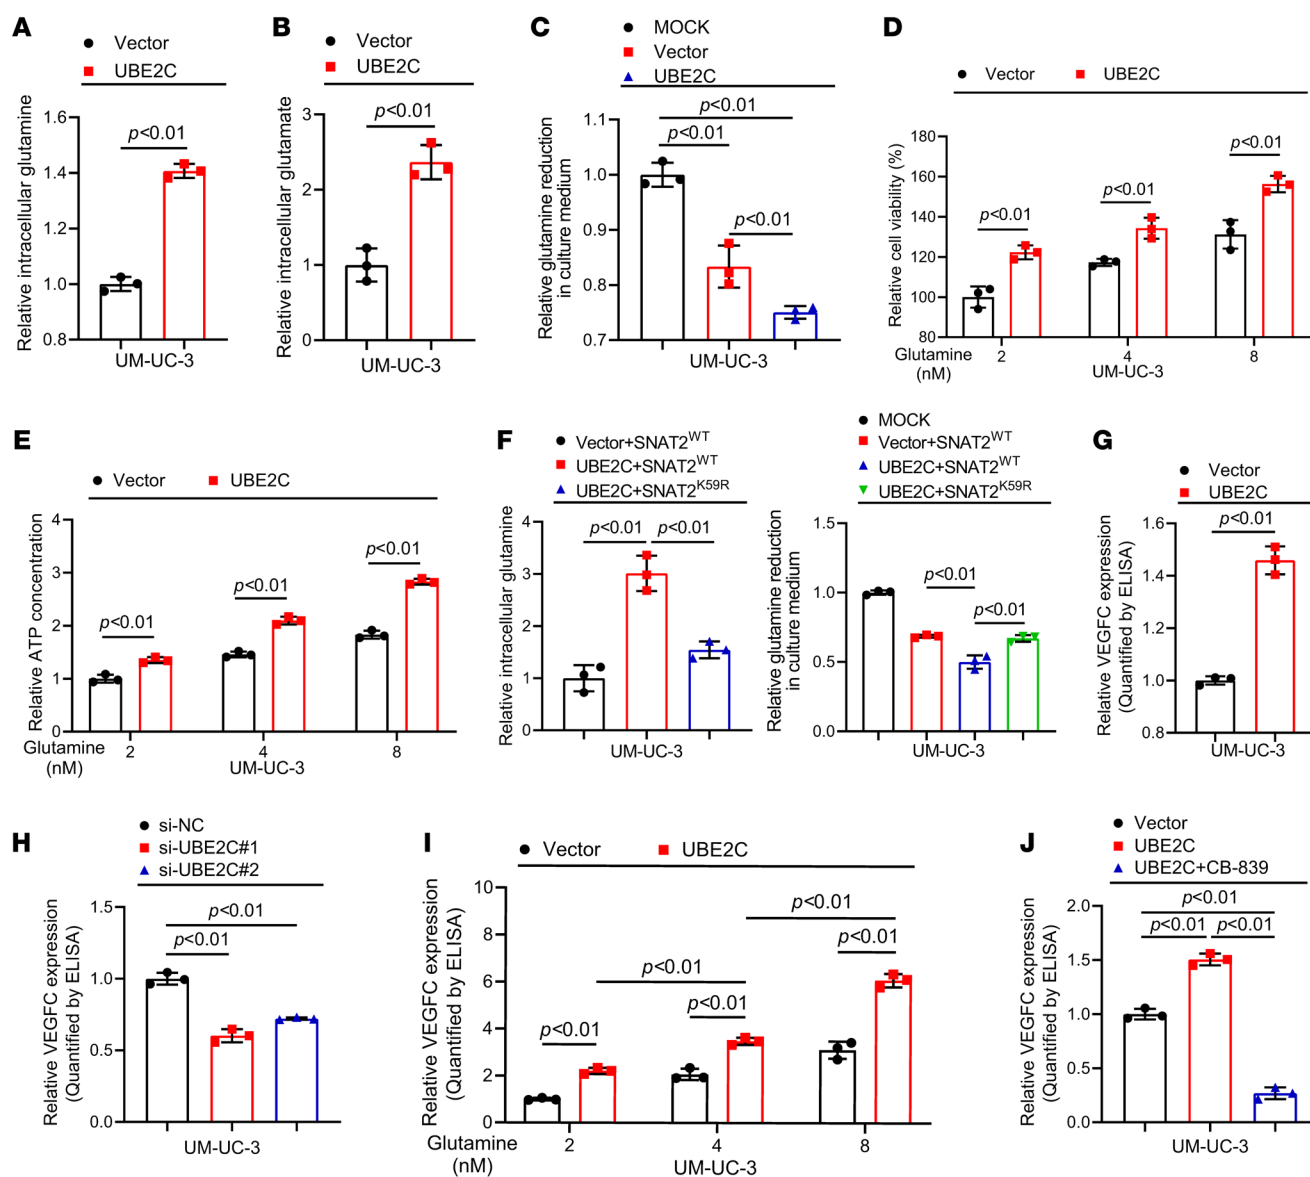 A
Vector
UBE2C
Relative intracellular glutamine
1.6
1.4
1.2
1.0
0.8
p<0.01
UM-UC-3
B
Vector
UBE2C
Relative intracellular glutamate
3
2
1
0
p<0.01
UM-UC-3
C
MOCK
Vector
UBE2C
Relative glutamine reduction
in culture medium
1.1
1.0
0.9
0.8
0.7
p<0.01
p<0.01
p<0.01
UM-UC-3
D
Vector
UBE2C
Relative cell viability (%)
180
160
140
120
100
80
p<0.01
p<0.01
p<0.01
Glutamine
(nM)
2
4
8
UM-UC-3
E
Vector
UBE2C
Relative ATP concentration
4
3
2
1
0
p<0.01
p<0.01
p<0.01
Glutamine
(nM)
2
4
8
UM-UC-3
F
Vector+SNAT2WT
UBE2C+SNAT2WT
UBE2C+SNAT2K59R
Relative intracellular glutamine
4
3
2
1
0
p<0.01
p<0.01
UM-UC-3
MOCK
Vector+SNAT2WT
UBE2C+SNAT2WT
UBE2C+SNAT2K59R
Relative glutamine reduction
in culture medium
1.5
1.0
0.5
0.0
p<0.01
p<0.01
UM-UC-3
G
Vector
UBE2C
Relative VEGFC expression
(Quantified by ELISA)
1.6
1.4
1.2
1.0
0.8
p<0.01
UM-UC-3
H
si-NC
si-UBE2C#1
si-UBE2C#2
Relative VEGFC expression
(Quantified by ELISA)
1.5
1.0
0.5
0.0
p<0.01
p<0.01
UM-UC-3
I
Vector
UBE2C
Relative VEGFC expression
(Quantified by ELISA)
10
8
6
4
2
0
p<0.01
p<0.01
p<0.01
p<0.01
p<0.01
Glutamine
(nM)
2
4
8
UM-UC-3
J
Vector
UBE2C
UBE2C+CB-839
Relative VEGFC expression
(Quantified by ELISA)
2.0
1.5
1.0
0.5
0.0
p<0.01
p<0.01
p<0.01
UM-UC-3